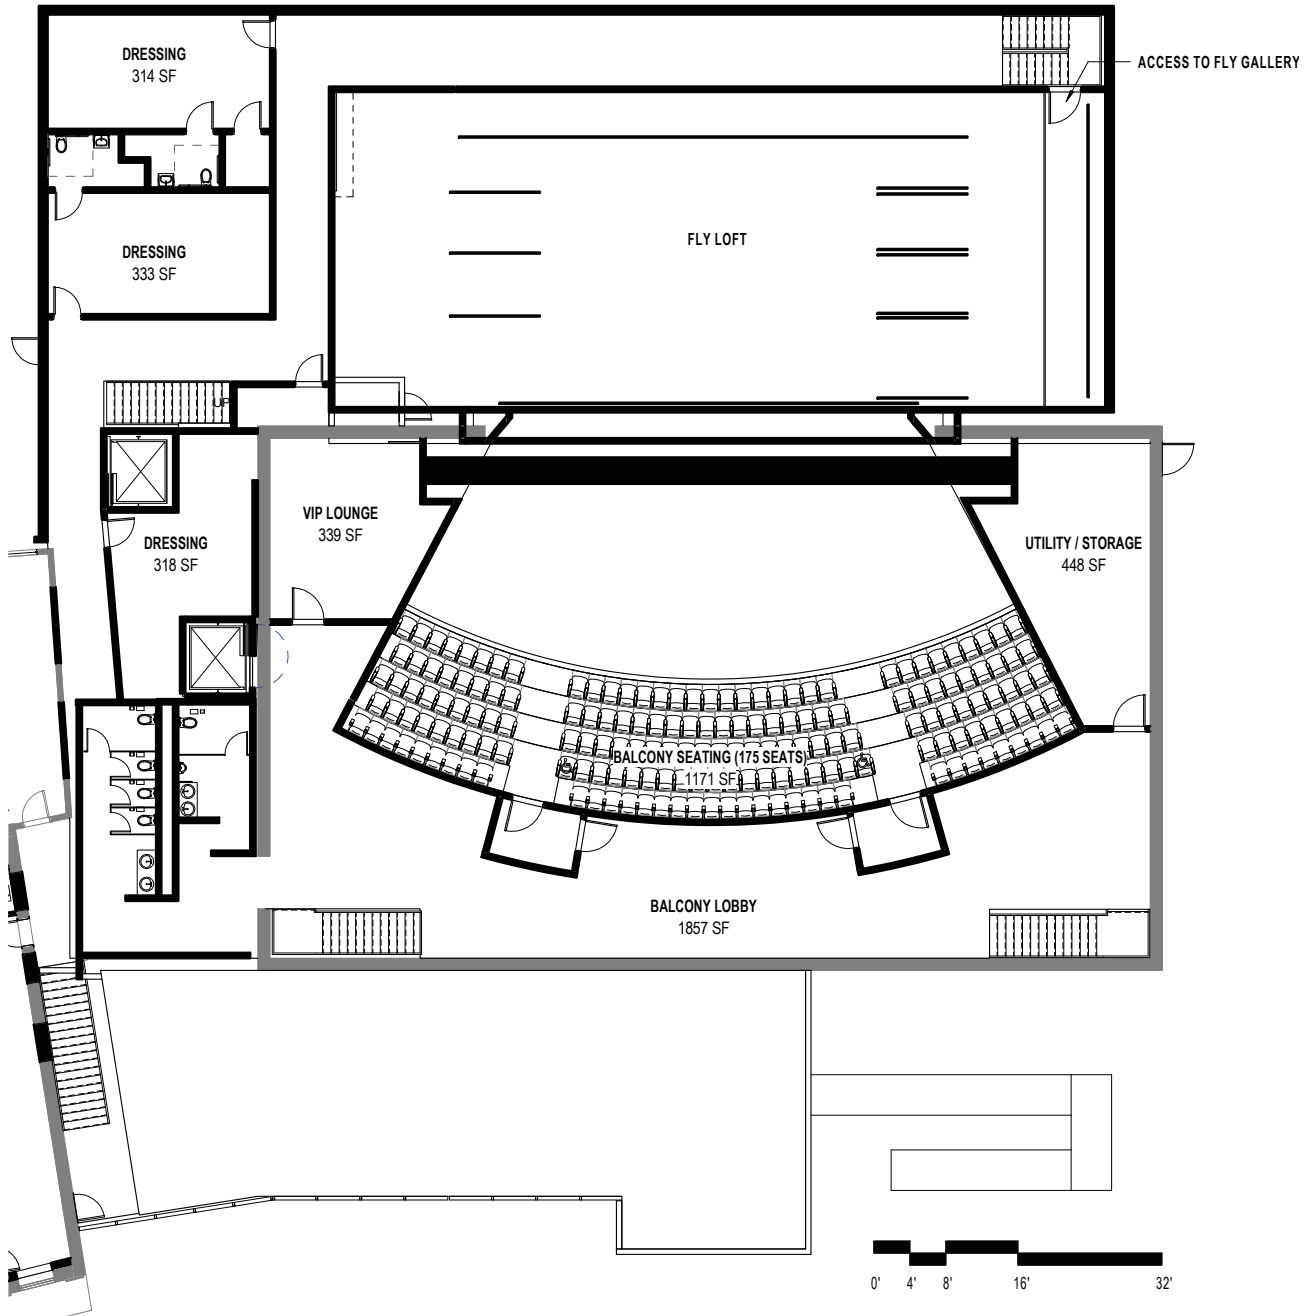 DRESSING
314 SF
ACCESS TO FLY GALLERY
FLY LOFT
DRESSING
333 SF
UP
VIP LOUNGE
339 SF
DRESSING
318 SF
UTILITY / STORAGE
448 SF
BALCONY SEATING (175 SEATS)
1171 SF
BALCONY LOBBY
1857 SF
0' 4' 8' 16' 32'